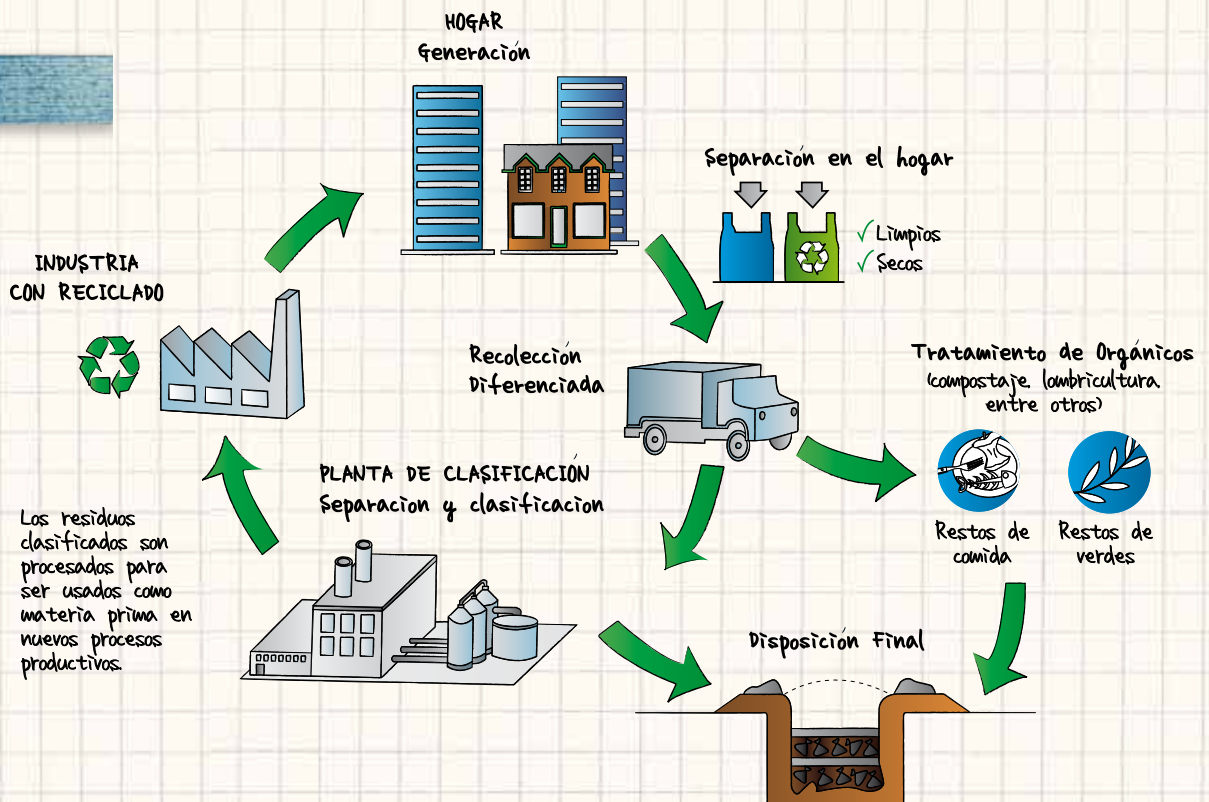 HOGAR
Generación
Separación en el hogar
Limpios
Secos
INDUSTRIA
CON RECICLADO
Recolección
Diferenciada
Tratamiento de Orgánicos
(compostaje. lombricultura
entre otros)
PLANTA DE CLASIFICACIÓN
Separacion y clasificacion
Los residuos
clasificados son
procesados para
ser usados como
materia prima en
nuevos procesos
productivos.
Restos de
comida
Restos de
verdes
Disposición Final